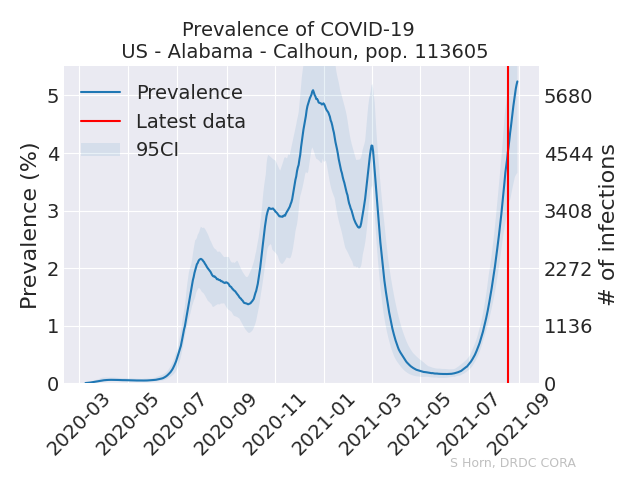 Prevalence of COVID-19
US - Alabama - Calhoun, pop. 113605
Prevalence
Latest data
95CI
Prevalence (%)
5
4
3
2
1
0
5680
4544
3408
2272
1136
0
# of infections
2020-03
2020-05
2020-07
2020-09
2020-11
2021-01
2021-03
2021-05
2021-07
2021-09
S Horn, DRDC CORA